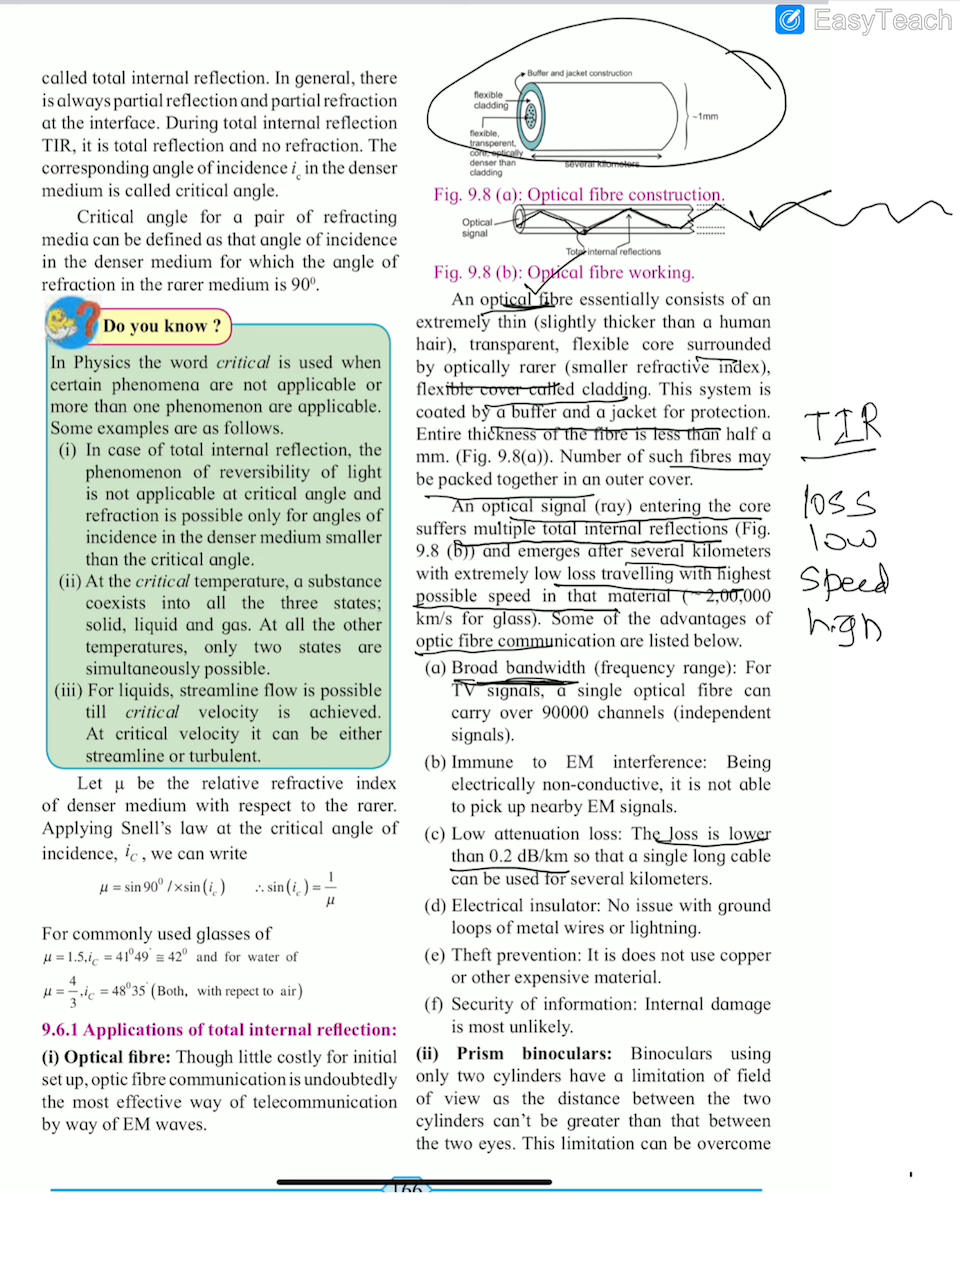 EasyTeach
called total internal reflection. In general, there
is always partial reflection and partial refraction
at the interface. During total internal reflection
TIR, it is total reflection and no refraction. The
corresponding angle of incidence i_c in the denser
medium is called critical angle.
Critical angle for a pair of refracting
media can be defined as that angle of incidence
in the denser medium for which the angle of
refraction in the rarer medium is 90⁰.
Do you know ?
In Physics the word critical is used when
certain phenomena are not applicable or
more than one phenomenon are applicable.
Some examples are as follows.
(i) In case of total internal reflection, the
phenomenon of reversibility of light
is not applicable at critical angle and
refraction is possible only for angles of
incidence in the denser medium smaller
than the critical angle.
(ii) At the critical temperature, a substance
coexists into all the three states;
solid, liquid and gas. At all the other
temperatures, only two states are
simultaneously possible.
(iii) For liquids, streamline flow is possible
till critical velocity is achieved.
At critical velocity it can be either
streamline or turbulent.
Let μ be the relative refractive index
of denser medium with respect to the rarer.
Applying Snell's law at the critical angle of
incidence, i_C , we can write
μ = sin 90⁰ / × sin (i_c) ∴ sin (i_c) = 1/μ
For commonly used glasses of
μ = 1.5, i_C = 41⁰49' ≅ 42⁰ and for water of
μ = 4/3, i_C = 48⁰35' (Both, with repect to air)
9.6.1 Applications of total internal reflection:
(i) Optical fibre: Though little costly for initial
set up, optic fibre communication is undoubtedly
the most effective way of telecommunication
by way of EM waves.
Buffer and jacket construction
flexible
cladding
~1mm
flexible,
transperent,
core, optically
denser than
cladding
several kilometers
Fig. 9.8 (a): Optical fibre construction.
Optical
signal
Total internal reflections
Fig. 9.8 (b): Optical fibre working.
An optical fibre essentially consists of an
extremely thin (slightly thicker than a human
hair), transparent, flexible core surrounded
by optically rarer (smaller refractive index),
flexible cover called cladding. This system is
coated by a buffer and a jacket for protection.
Entire thickness of the fibre is less than half a
mm. (Fig. 9.8(a)). Number of such fibres may
be packed together in an outer cover.
An optical signal (ray) entering the core
suffers multiple total internal reflections (Fig.
9.8 (b)) and emerges after several kilometers
with extremely low loss travelling with highest
possible speed in that material (~ 2,00,000
km/s for glass). Some of the advantages of
optic fibre communication are listed below.
(a) Broad bandwidth (frequency range): For
TV signals, a single optical fibre can
carry over 90000 channels (independent
signals).
(b) Immune to EM interference: Being
electrically non-conductive, it is not able
to pick up nearby EM signals.
(c) Low attenuation loss: The loss is lower
than 0.2 dB/km so that a single long cable
can be used for several kilometers.
(d) Electrical insulator: No issue with ground
loops of metal wires or lightning.
(e) Theft prevention: It is does not use copper
or other expensive material.
(f) Security of information: Internal damage
is most unlikely.
(ii) Prism binoculars: Binoculars using
only two cylinders have a limitation of field
of view as the distance between the two
cylinders can't be greater than that between
the two eyes. This limitation can be overcome
TIR
loss
low
speed
high
166